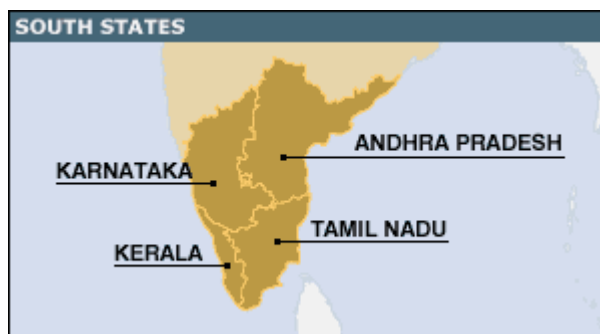 SOUTH STATES
ANDHRA PRADESH
KARNATAKA
TAMIL NADU
KERALA